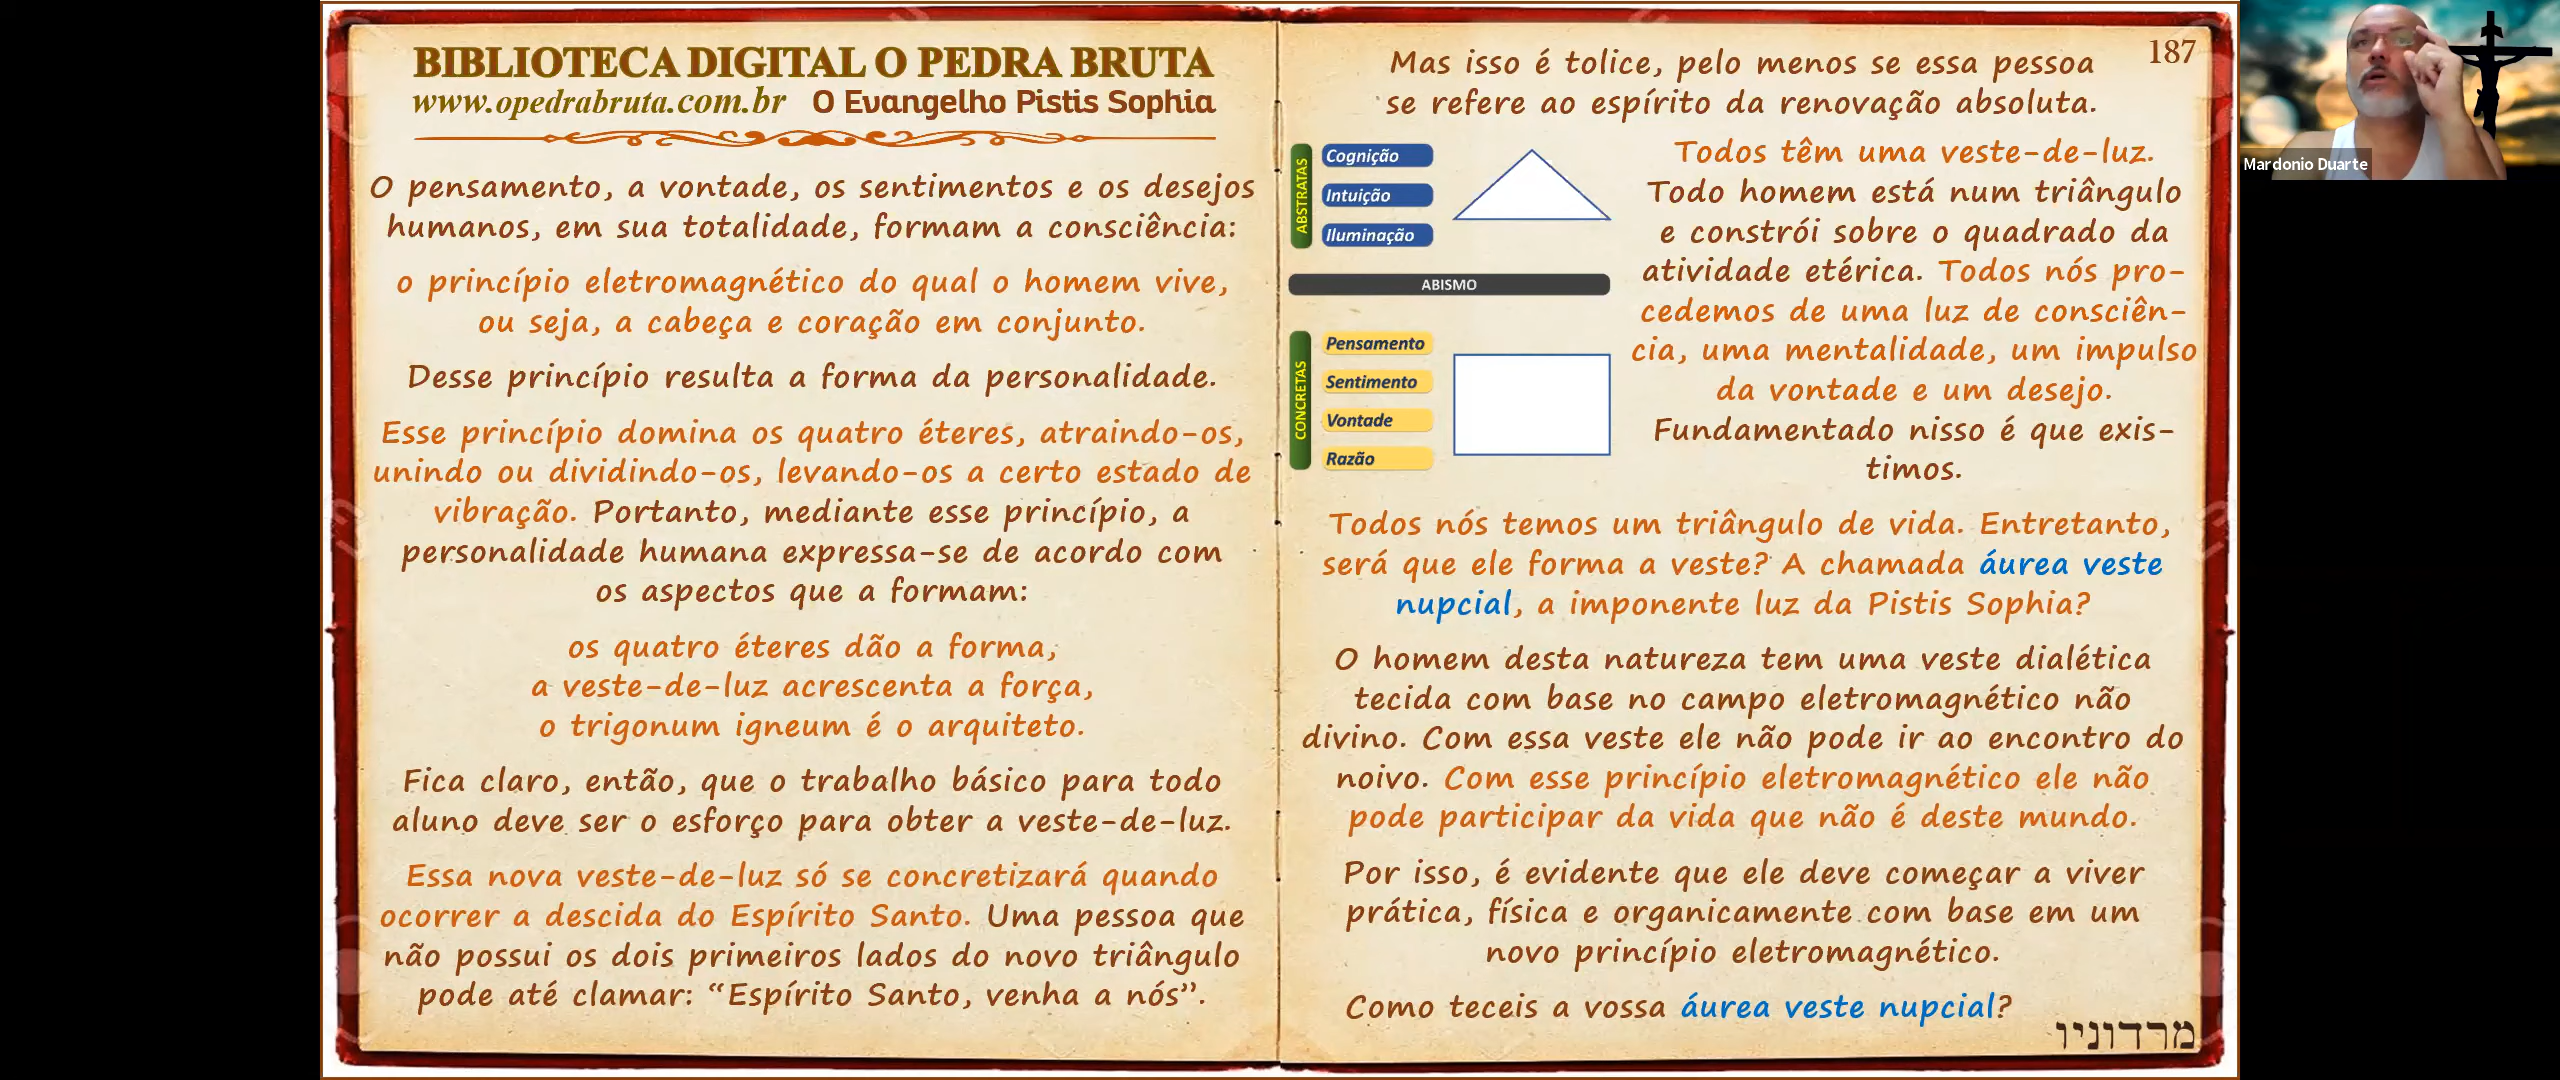 BIBLIOTECA DIGITAL O PEDRA BRUTA
www.opedrabruta.com.br O Evangelho Pistis Sophia
O pensamento, a vontade, os sentimentos e os desejos
humanos, em sua totalidade, formam a consciência:
o princípio eletromagnético do qual o homem vive,
ou seja, a cabeça e coração em conjunto.
Desse princípio resulta a forma da personalidade.
Esse princípio domina os quatro éteres, atraindo-os,
unindo ou dividindo-os, levando-os a certo estado de
vibração. Portanto, mediante esse princípio, a
personalidade humana expressa-se de acordo com
os aspectos que a formam:
os quatro éteres dão a forma,
a veste-de-luz acrescenta a força,
o trigonum igneum é o arquiteto.
Fica claro, então, que o trabalho básico para todo
aluno deve ser o esforço para obter a veste-de-luz.
Essa nova veste-de-luz só se concretizará quando
ocorrer a descida do Espírito Santo. Uma pessoa que
não possui os dois primeiros lados do novo triângulo
pode até clamar: “Espírito Santo, venha a nós”.
187
Mas isso é tolice, pelo menos se essa pessoa
se refere ao espírito da renovação absoluta.
ABSTRATAS
Cognição
Intuição
Iluminação
ABISMO
CONCRETAS
Pensamento
Sentimento
Vontade
Razão
Todos têm uma veste-de-luz.
Todo homem está num triângulo
e constrói sobre o quadrado da
atividade etérica. Todos nós pro-
cedemos de uma luz de consciên-
cia, uma mentalidade, um impulso
da vontade e um desejo.
Fundamentado nisso é que exis-
timos.
Todos nós temos um triângulo de vida. Entretanto,
será que ele forma a veste? A chamada áurea veste
nupcial, a imponente luz da Pistis Sophia?
O homem desta natureza tem uma veste dialética
tecida com base no campo eletromagnético não
divino. Com essa veste ele não pode ir ao encontro do
noivo. Com esse princípio eletromagnético ele não
pode participar da vida que não é deste mundo.
Por isso, é evidente que ele deve começar a viver
prática, física e organicamente com base em um
novo princípio eletromagnético.
Como teceis a vossa áurea veste nupcial?
מרדוניו
Mardonio Duarte